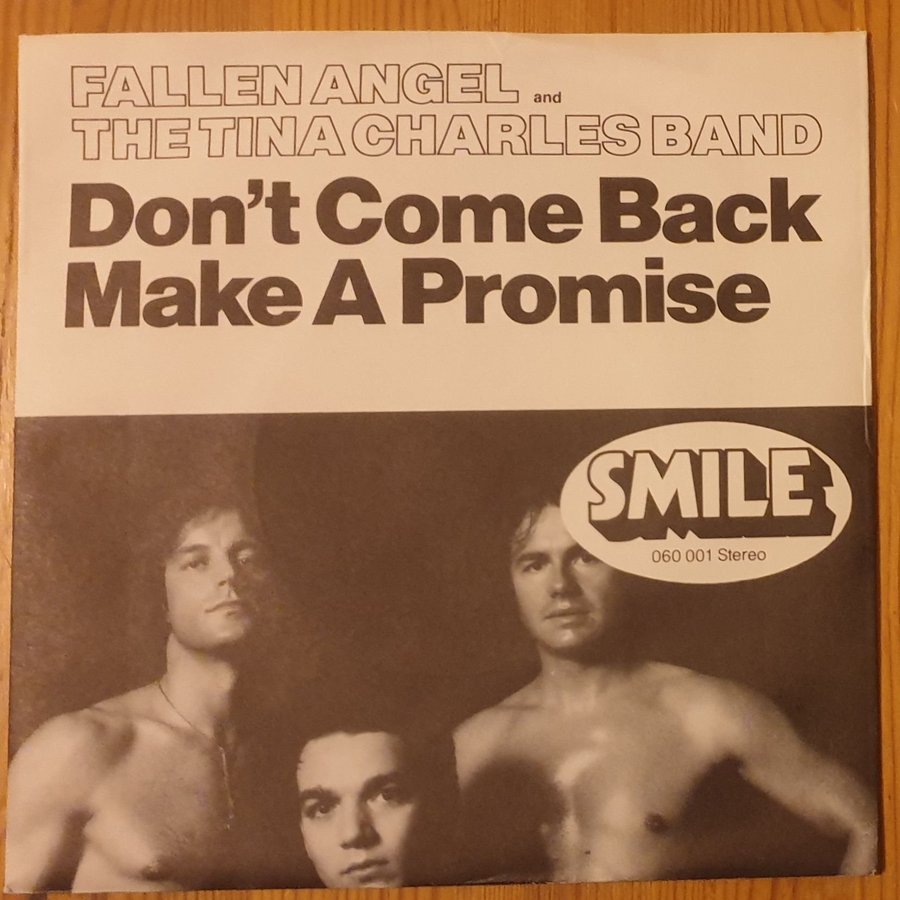 FALLEN ANGEL and
THE TINA CHARLES BAND
Don't Come Back
Make A Promise
SMILE
060 001 Stereo